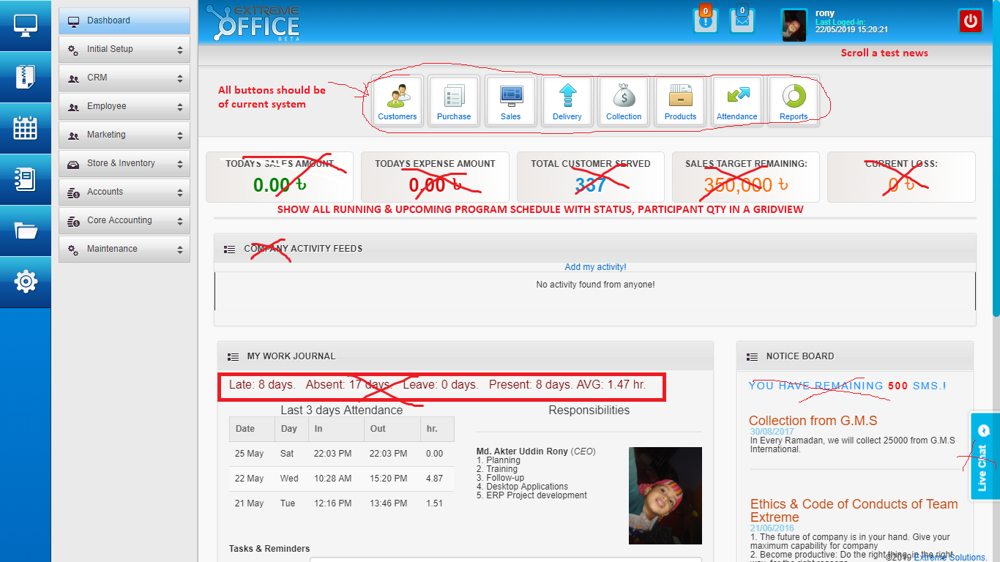 EXTREME
OFFICE
BETA
0
0
rony
Last Loged-in:
22/05/2019 15:20:21
Scroll a test news
Dashboard
Initial Setup
CRM
Employee
Marketing
Store & Inventory
Accounts
Core Accounting
Maintenance
All buttons should be
of current system
Customers
Purchase
Sales
Delivery
Collection
Products
Attendance
Reports
TODAYS SALES AMOUNT
0.00 ৳
TODAYS EXPENSE AMOUNT
0.00 ৳
TOTAL CUSTOMER SERVED
337
SALES TARGET REMAINING:
350,000 ৳
CURRENT LOSS:
0 ৳
SHOW ALL RUNNING & UPCOMING PROGRAM SCHEDULE WITH STATUS, PARTICIPANT QTY IN A GRIDVIEW
COMPANY ACTIVITY FEEDS
Add my activity!
No activity found from anyone!
MY WORK JOURNAL
Late: 8 days. Absent: 17 days. Leave: 0 days. Present: 8 days. AVG: 1.47 hr.
Last 3 days Attendance
Date Day In Out hr.
25 May Sat 22:03 PM 22:03 PM 0.00
22 May Wed 10:28 AM 15:20 PM 4.87
21 May Tue 12:16 PM 13:46 PM 1.51
Responsibilities
Md. Akter Uddin Rony (CEO)
1. Planning
2. Training
3. Follow-up
4. Desktop Applications
5. ERP Project development
Tasks & Reminders
NOTICE BOARD
YOU HAVE REMAINING 500 SMS.!
Collection from G.M.S
30/08/2017
In Every Ramadan, we will collect 25000 from G.M.S
International.
Ethics & Code of Conducts of Team
Extreme
21/06/2016
1. The future of company is in your hand. Give your
maximum capability for company
2. Become productive: Do the right thing, in the right
©2019 Extreme Solutions.
Live Chat